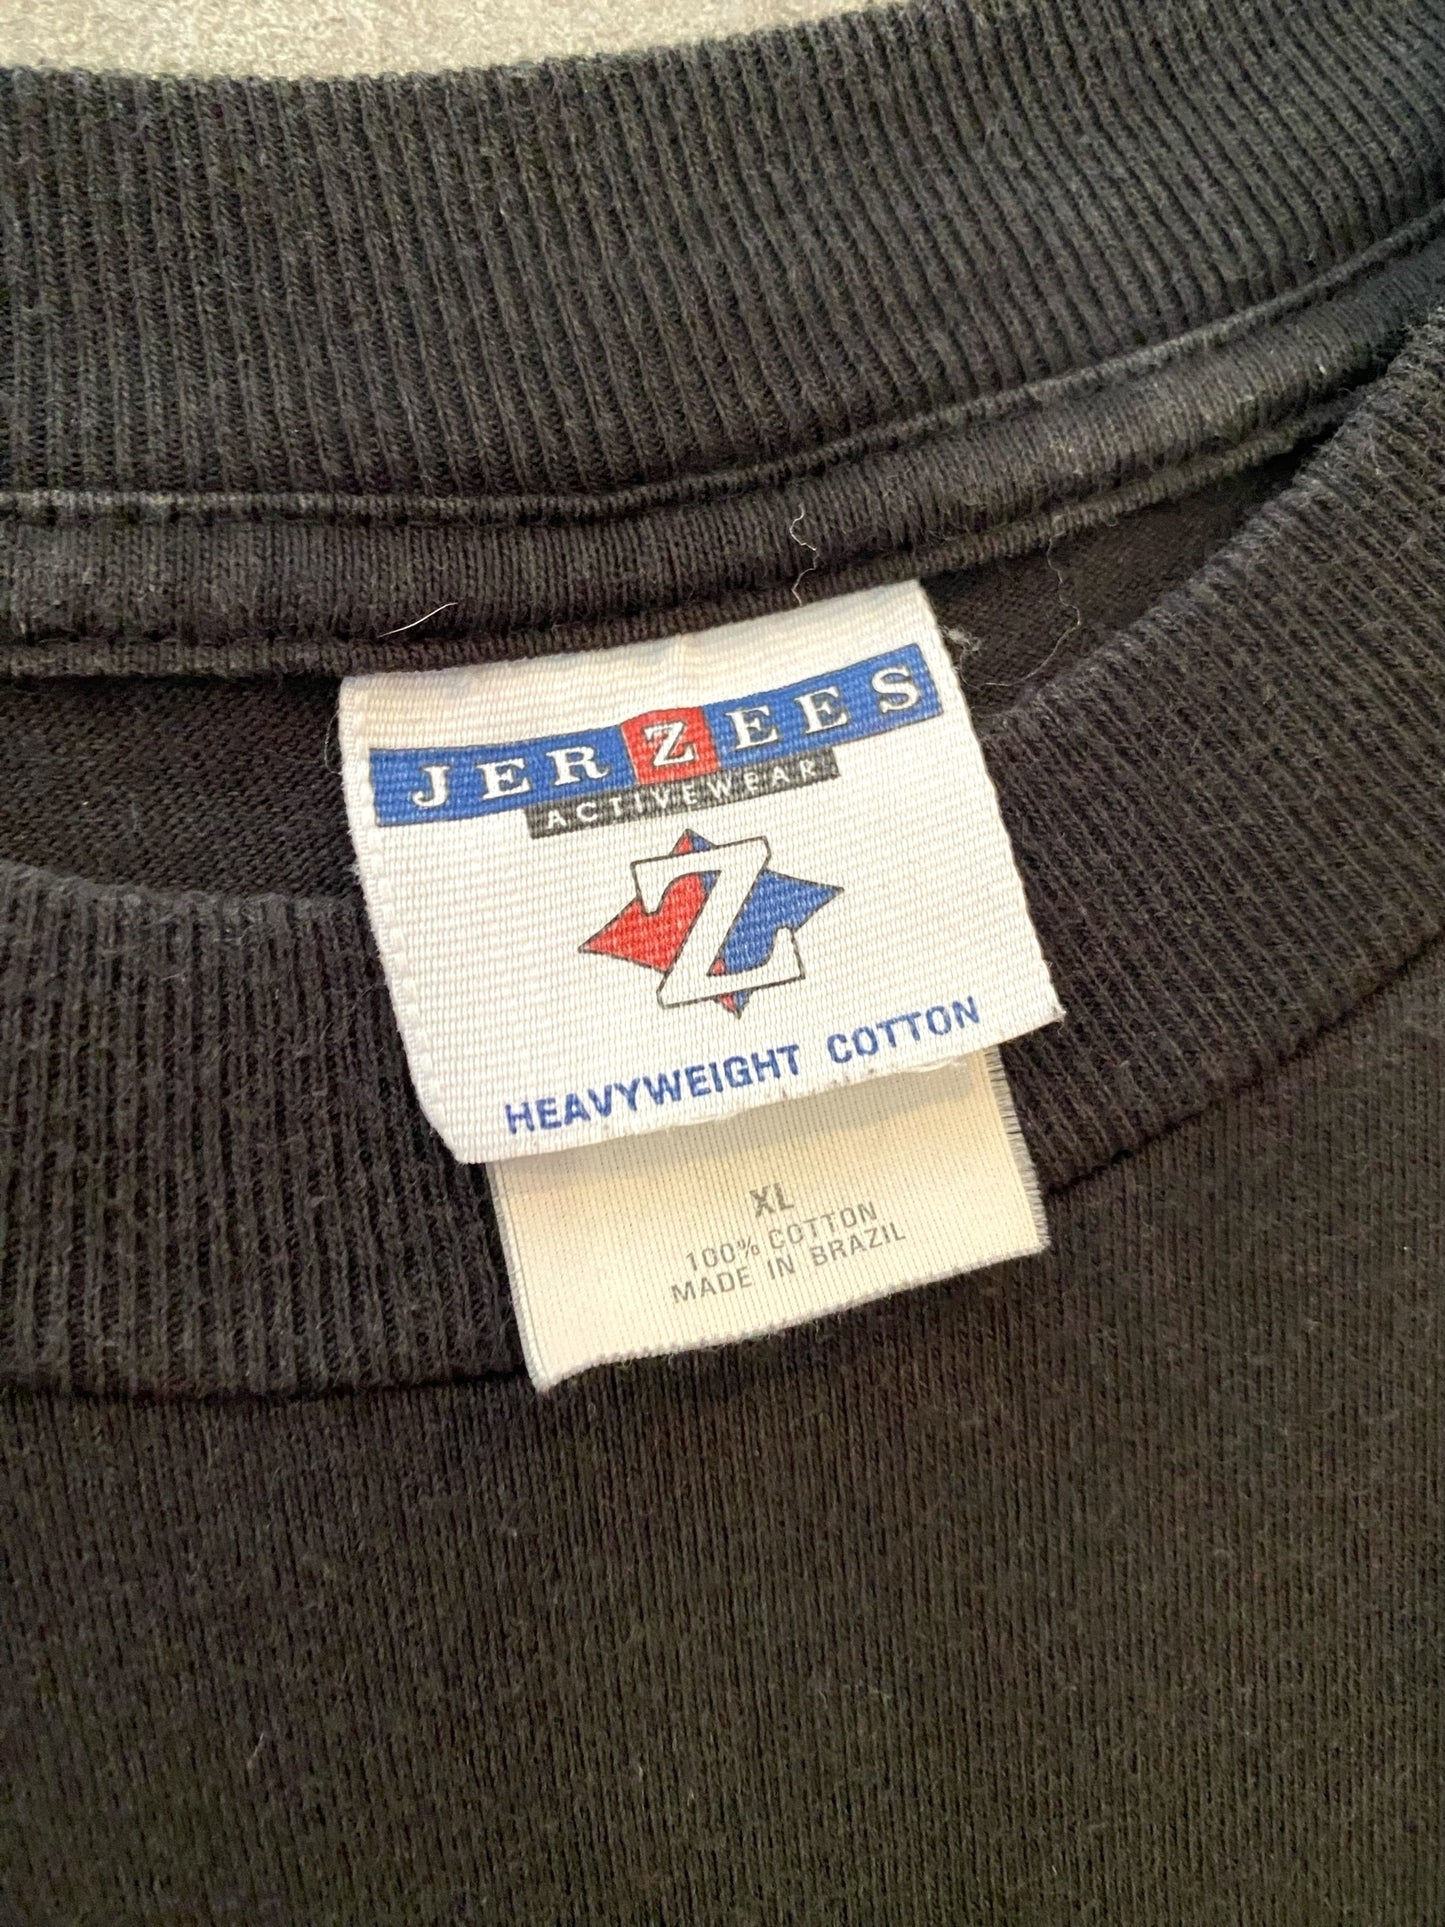 JERZEES
ACTIVEWEAR
Z
HEAVYWEIGHT COTTON
XL
100% COTTON
MADE IN BRAZIL